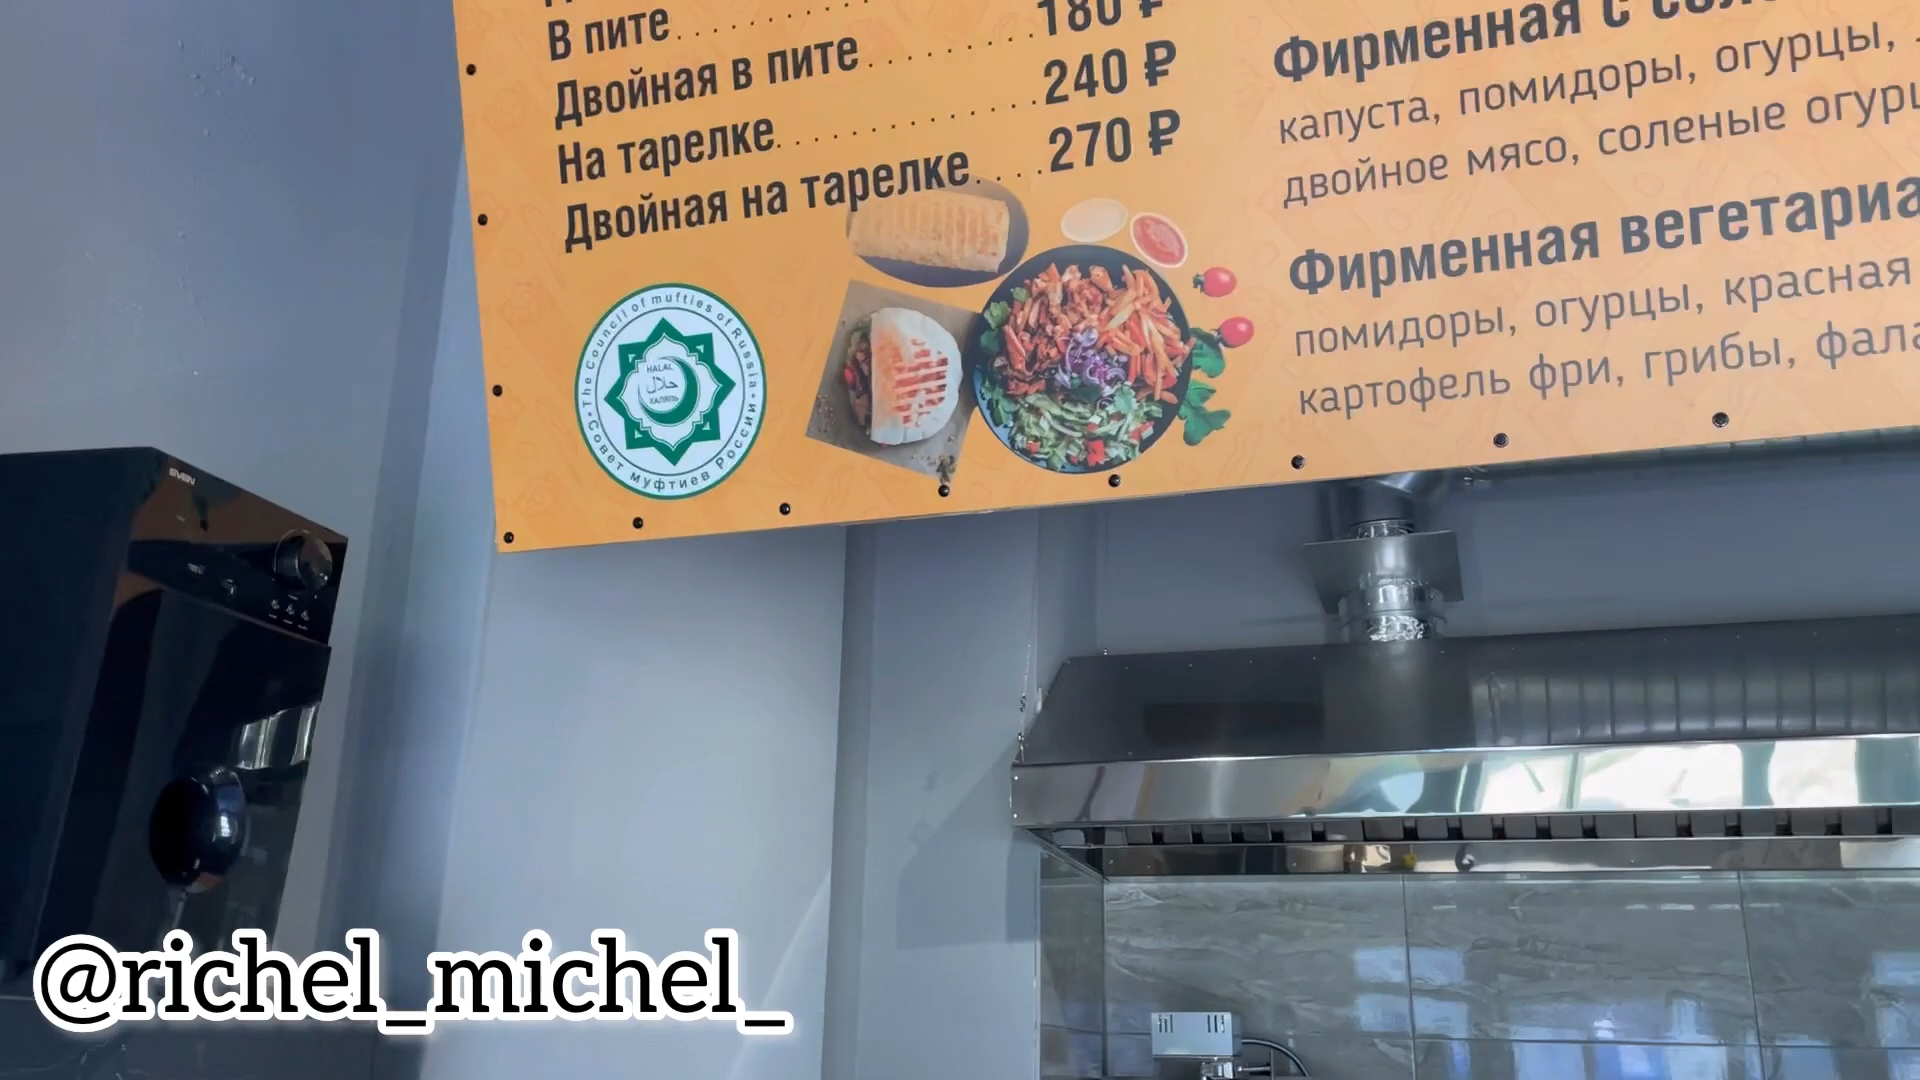 В пите
Двойная в пите ........ 180 ₽
На тарелке ........ 240 ₽
Двойная на тарелке .... 270 ₽
The Council of mufties of Russia
HALAL
حلال
ХАЛЯЛЬ
Совет муфтиев России
Фирменная с
капуста, помидоры, огурцы,
двойное мясо, соленые
Фирменная
помидоры, огурцы, красная
картофель фри, грибы,
SVEN
@richel_michel_